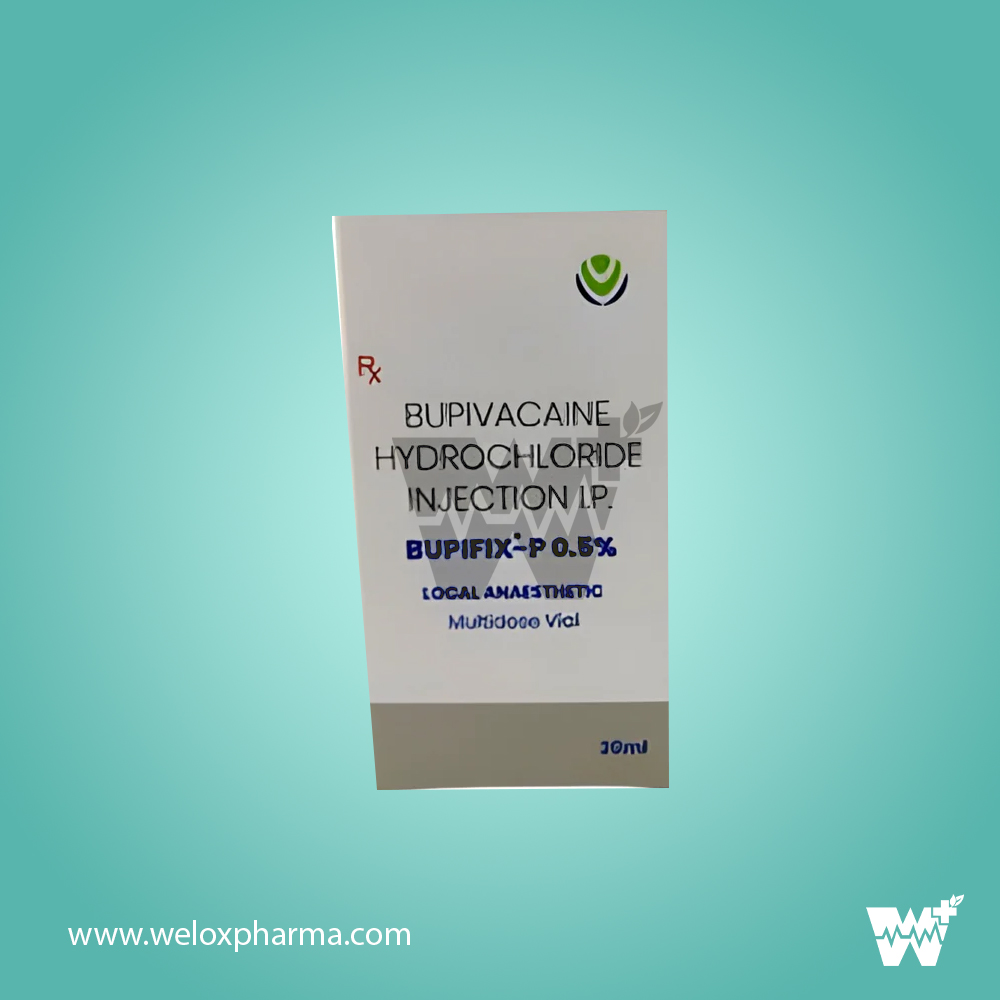 Rx
BUPIVACAINE
HYDROCHLORIDE
INJECTION I.P.
BUPIFIX®-P 0.5%
LOCAL ANAESTHETIC
Multidose Vial
www.weloxpharma.com